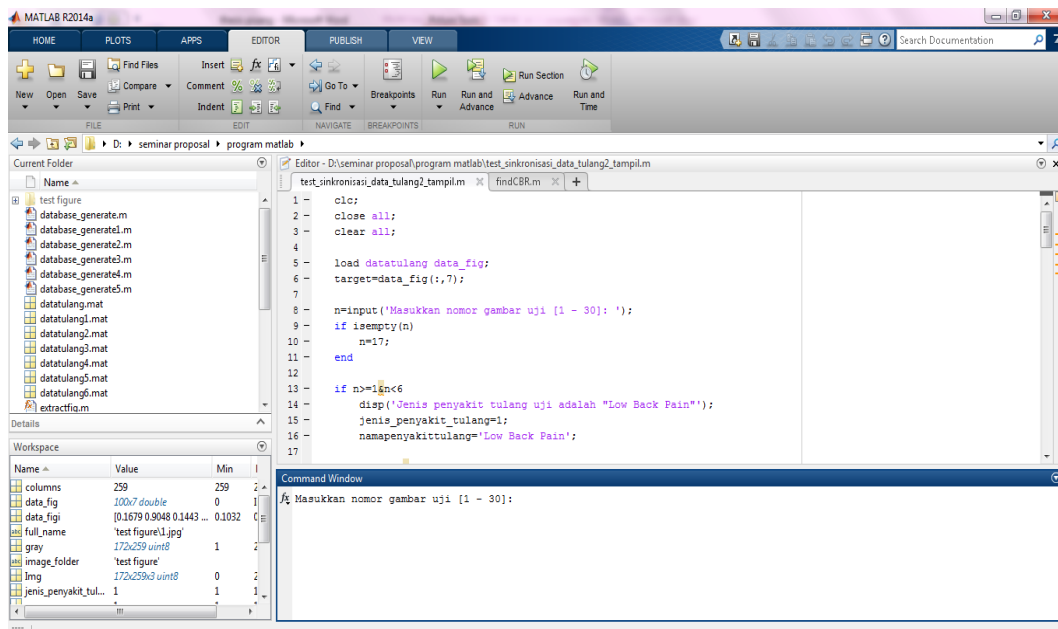 MATLAB R2014a
HOME PLOTS APPS EDITOR PUBLISH VIEW
Search Documentation
New Open Save
Find Files
Compare
Print
FILE
Insert fx
Comment
Indent
EDIT
Go To
Find
NAVIGATE
Breakpoints
BREAKPOINTS
Run
Run and Advance
Run Section
Advance
Run and Time
RUN
D: seminar proposal program matlab
Current Folder
Name
test figure
database_generate.m
database_generate1.m
database_generate2.m
database_generate3.m
database_generate4.m
database_generate5.m
datatulang.mat
datatulang1.mat
datatulang2.mat
datatulang3.mat
datatulang4.mat
datatulang5.mat
datatulang6.mat
extractfig.m
Details
Workspace
Name Value Min
columns 259 259
data_fig 100x7 double 0
data_figi [0.1679 0.9048 0.1443 ... 0.1032
full_name 'test figure\1.jpg'
gray 172x259 uint8 1
image_folder 'test figure'
Img 172x259x3 uint8 0
jenis_penyakit_tul... 1 1
Editor - D:\seminar proposal\program matlab\test_sinkronisasi_data_tulang2_tampil.m
test_sinkronisasi_data_tulang2_tampil.m findCBR.m
1 - clc;
2 - close all;
3 - clear all;
4
5 - load datatulang data_fig;
6 - target=data_fig(:,7);
7
8 - n=input('Masukkan nomor gambar uji [1 - 30]: ');
9 - if isempty(n)
10 - n=17;
11 - end
12
13 - if n>=1&n<6
14 - disp('Jenis penyakit tulang uji adalah "Low Back Pain"');
15 - jenis_penyakit_tulang=1;
16 - namapenyakittulang='Low Back Pain';
17
Command Window
fx Masukkan nomor gambar uji [1 - 30]: